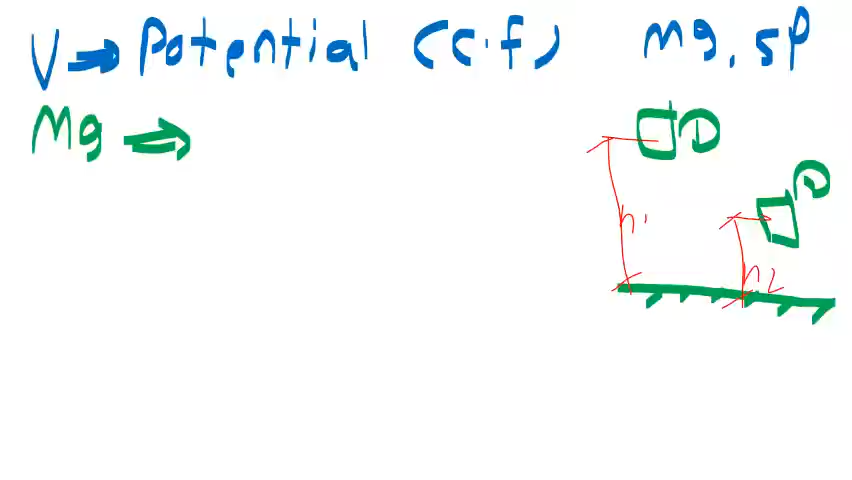 V → Potential (c.f) mg, sp
Mg ⇒
D
D
h1
h2